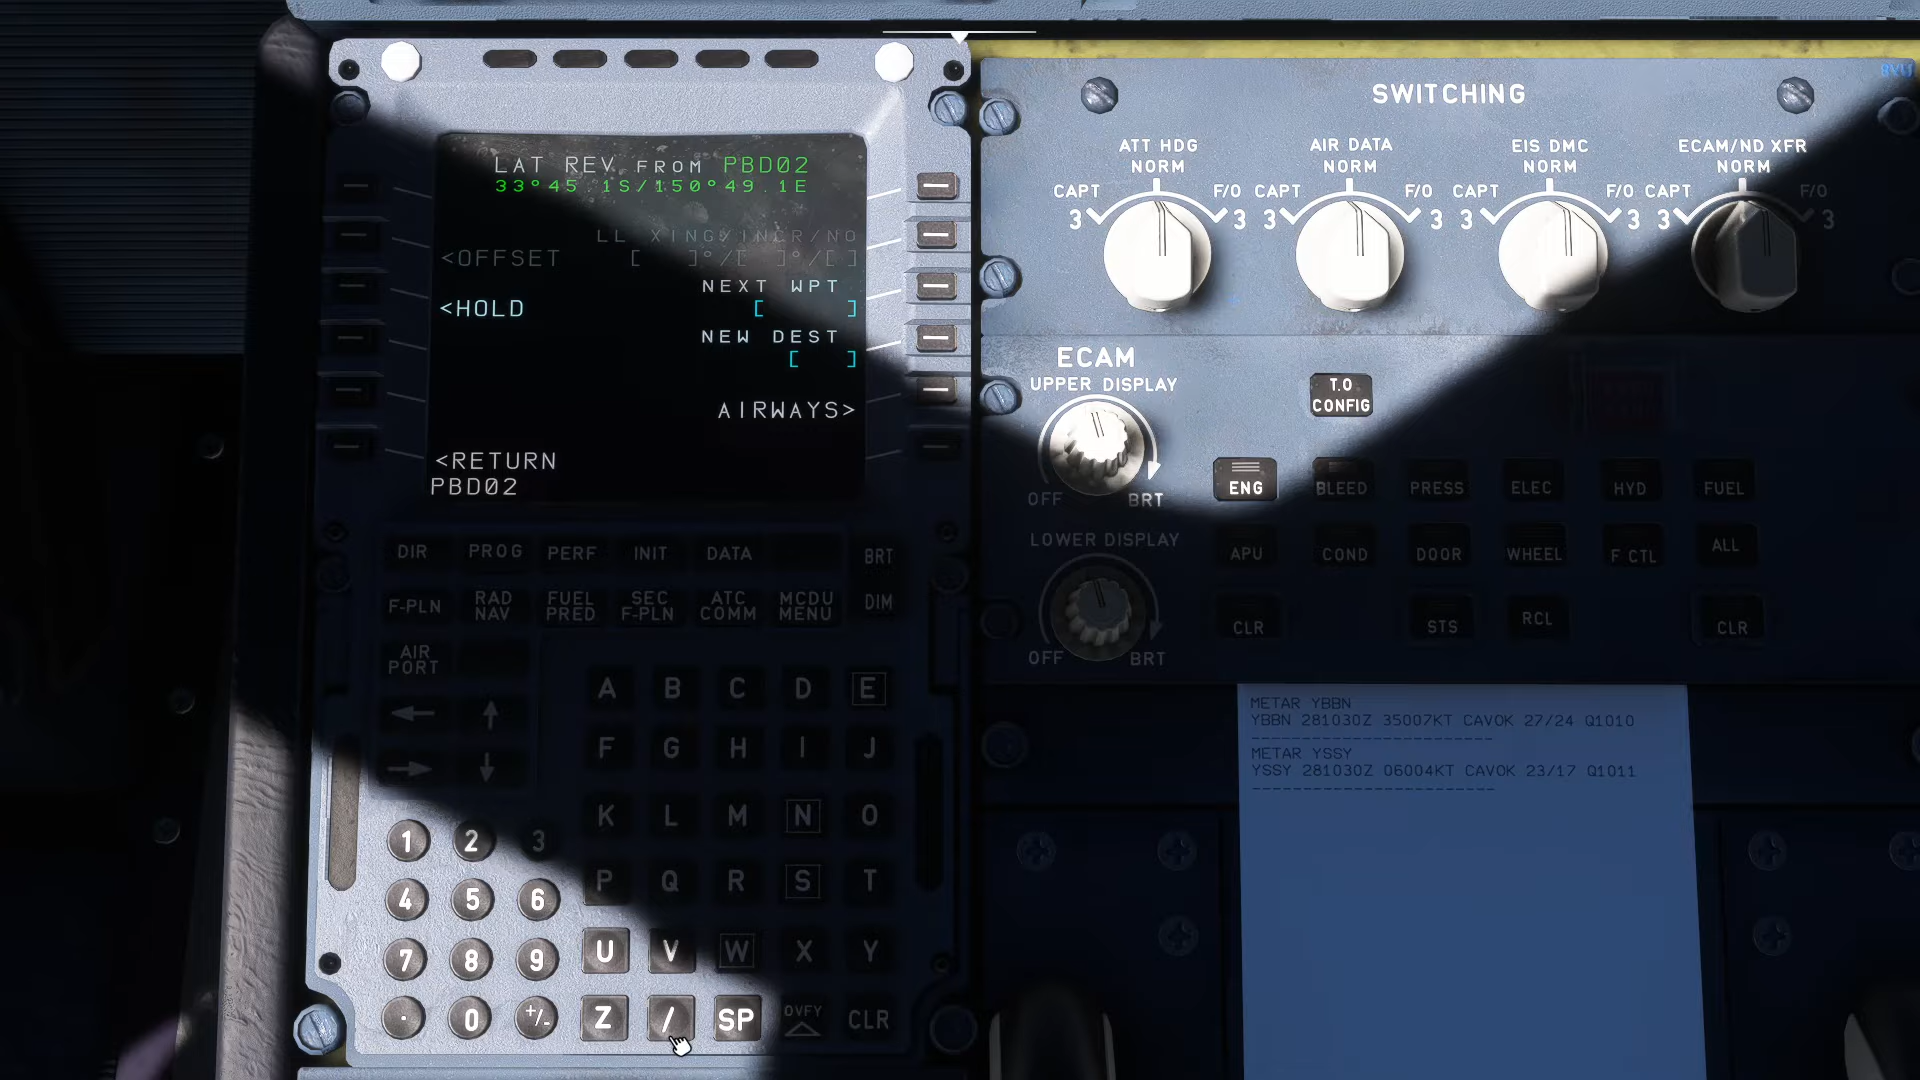 LAT REV FROM PBD02
33°45.1S/150°49.1E
LL XING/INCR/NO
<OFFSET [ ]°/[ ]°/[ ]
NEXT WPT
<HOLD [ ]
NEW DEST
[ ]
AIRWAYS>
<RETURN
PBD02
DIR PROG PERF INIT DATA BRT
F-PLN RAD NAV FUEL PRED SEC F-PLN ATC COMM MCDU MENU DIM
AIR PORT
A B C D E
F G H I J
K L M N O
1 2 3 P Q R S T
4 5 6 U V W X Y
7 8 9 Z / SP OVFY CLR
. 0 +/-
SWITCHING
ATT HDG AIR DATA EIS DMC ECAM/ND XFR
NORM NORM NORM NORM
CAPT F/O CAPT F/O CAPT F/O CAPT F/O
3 3 3 3 3 3 3 3
ECAM
UPPER DISPLAY
T.O CONFIG
OFF BRT
ENG BLEED PRESS ELEC HYD FUEL
LOWER DISPLAY
APU COND DOOR WHEEL F CTL ALL
CLR STS RCL CLR
OFF BRT
METAR YBBN
YBBN 281030Z 35007KT CAVOK 27/24 Q1010
------------------------
METAR YSSY
YSSY 281030Z 06004KT CAVOK 23/17 Q1011
------------------------